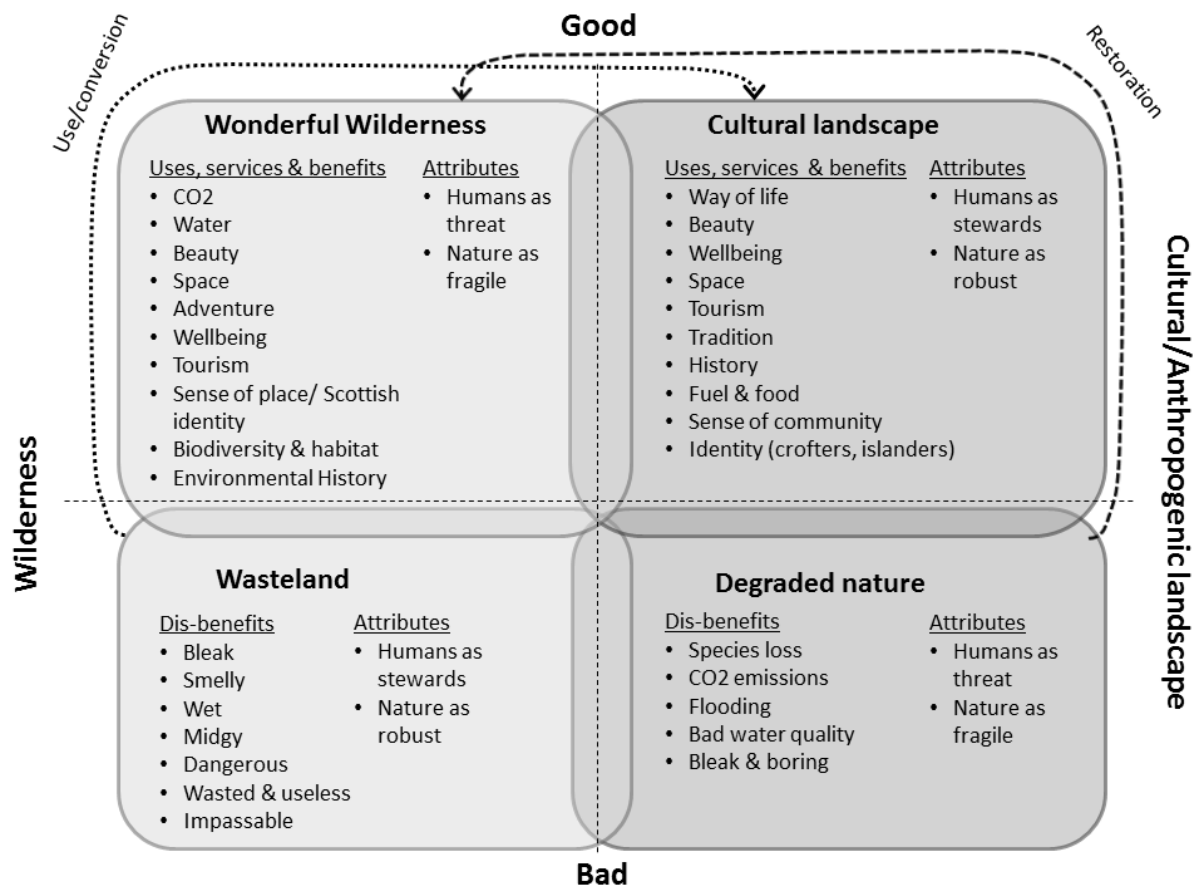 Good
Use/conversion
Restoration
Wonderful Wilderness
Uses, services & benefits
• CO2
• Water
• Beauty
• Space
• Adventure
• Wellbeing
• Tourism
• Sense of place/ Scottish
identity
• Biodiversity & habitat
• Environmental History
Attributes
• Humans as
threat
• Nature as
fragile
Cultural landscape
Uses, services & benefits
• Way of life
• Beauty
• Wellbeing
• Space
• Tourism
• Tradition
• History
• Fuel & food
• Sense of community
• Identity (crofters, islanders)
Attributes
• Humans as
stewards
• Nature as
robust
Wilderness
Cultural/Anthropogenic landscape
Wasteland
Dis-benefits
• Bleak
• Smelly
• Wet
• Midgy
• Dangerous
• Wasted & useless
• Impassable
Attributes
• Humans as
stewards
• Nature as
robust
Degraded nature
Dis-benefits
• Species loss
• CO2 emissions
• Flooding
• Bad water quality
• Bleak & boring
Attributes
• Humans as
threat
• Nature as
fragile
Bad